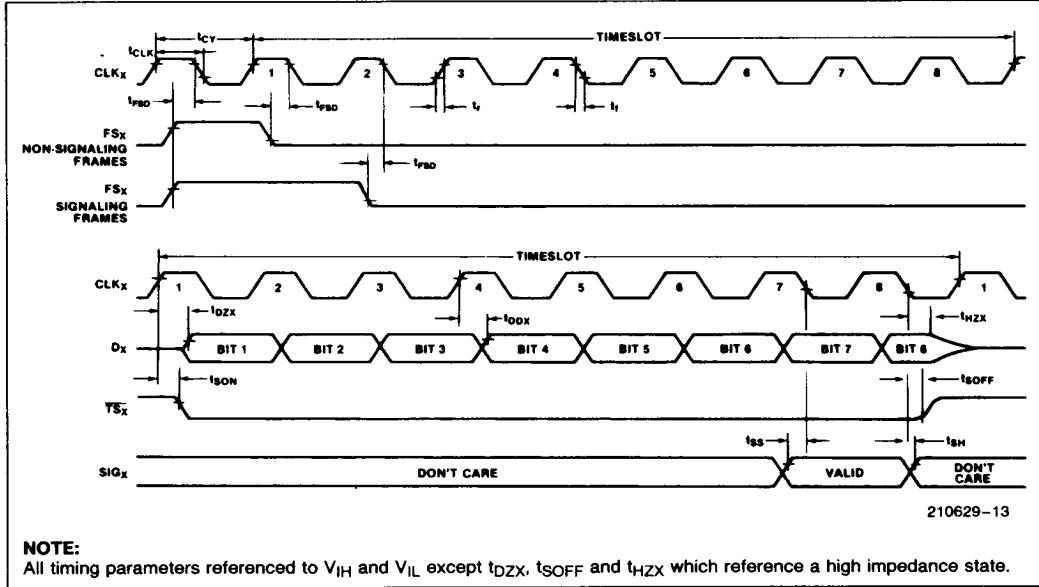 tCY
TIMESLOT
tCLK
CLKX
1 2 3 4 5 6 7 8
tFSD
tFSD
tr
tf
FSX
NON-SIGNALING
FRAMES
tFSD
FSX
SIGNALING
FRAMES
TIMESLOT
CLKX
1 2 3 4 5 6 7 8 1
tDZX
tDDX
tHZX
DX
BIT 1 BIT 2 BIT 3 BIT 4 BIT 5 BIT 6 BIT 7 BIT 8
tSON
tSOFF
TSX
tSS
tSH
SIGX
DON'T CARE VALID DON'T
CARE
210629–13
NOTE:
All timing parameters referenced to VIH and VIL except tDZX, tSOFF and tHZX which reference a high impedance state.